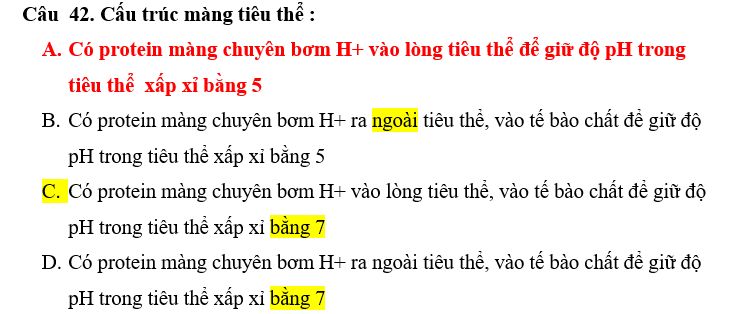 Câu 42. Cấu trúc màng tiêu thể :
A. Có protein màng chuyên bơm H+ vào lòng tiêu thể để giữ độ pH trong
tiêu thể xấp xỉ bằng 5
B. Có protein màng chuyên bơm H+ ra ngoài tiêu thể, vào tế bào chất để giữ độ
pH trong tiêu thể xấp xỉ bằng 5
C. Có protein màng chuyên bơm H+ vào lòng tiêu thể, vào tế bào chất để giữ độ
pH trong tiêu thể xấp xỉ bằng 7
D. Có protein màng chuyên bơm H+ ra ngoài tiêu thể, vào tế bào chất để giữ độ
pH trong tiêu thể xấp xỉ bằng 7